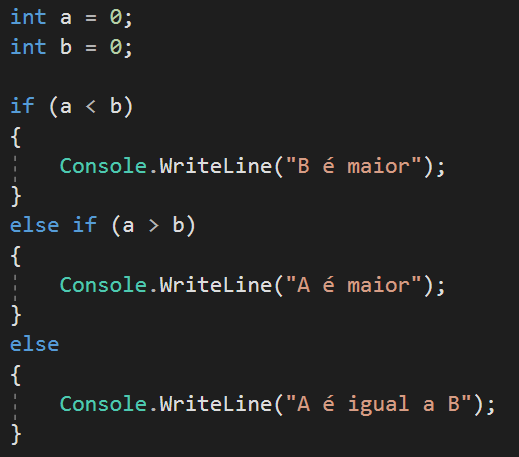 int a = 0;
int b = 0;

if (a < b)
{
    Console.WriteLine("B é maior");
}
else if (a > b)
{
    Console.WriteLine("A é maior");
}
else
{
    Console.WriteLine("A é igual a B");
}